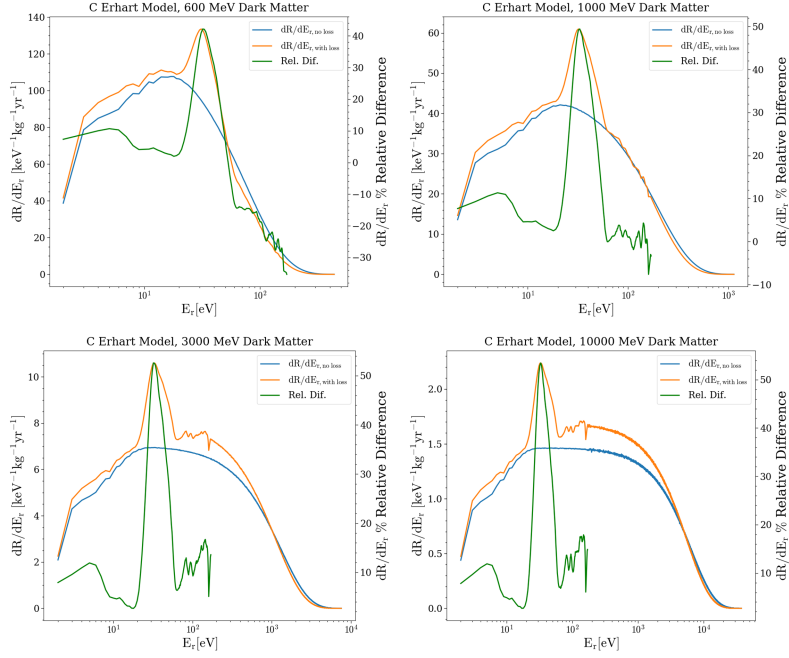 C Erhart Model, 600 MeV Dark Matter
dR/dEr [keV⁻¹kg⁻¹yr⁻¹]
140
120
100
80
60
40
20
0
dR/dEr, no loss
dR/dEr, with loss
Rel. Dif.
40
30
20
10
0
−10
−20
−30
dR/dEr % Relative Difference
10¹
10²
Er[eV]
C Erhart Model, 1000 MeV Dark Matter
dR/dEr [keV⁻¹kg⁻¹yr⁻¹]
60
50
40
30
20
10
0
dR/dEr, no loss
dR/dEr, with loss
Rel. Dif.
50
40
30
20
10
0
−10
dR/dEr % Relative Difference
10¹
10²
10³
Er[eV]
C Erhart Model, 3000 MeV Dark Matter
dR/dEr [keV⁻¹kg⁻¹yr⁻¹]
10
8
6
4
2
0
dR/dEr, no loss
dR/dEr, with loss
Rel. Dif.
50
40
30
20
10
dR/dEr % Relative Difference
10¹
10²
10³
10⁴
Er[eV]
C Erhart Model, 10000 MeV Dark Matter
dR/dEr [keV⁻¹kg⁻¹yr⁻¹]
2.0
1.5
1.0
0.5
0.0
dR/dEr, no loss
dR/dEr, with loss
Rel. Dif.
50
40
30
20
10
dR/dEr % Relative Difference
10¹
10²
10³
10⁴
Er[eV]